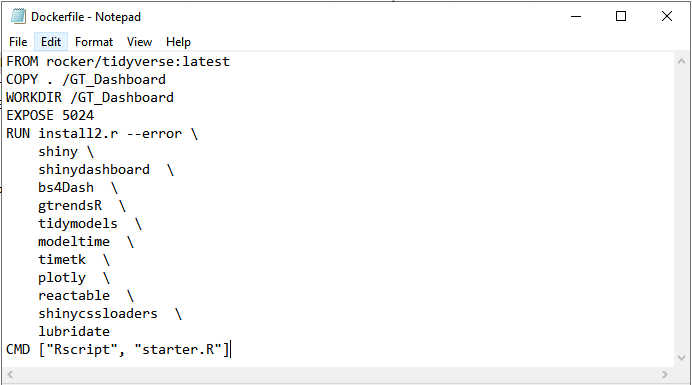 Dockerfile - Notepad
File Edit Format View Help
FROM rocker/tidyverse:latest
COPY . /GT_Dashboard
WORKDIR /GT_Dashboard
EXPOSE 5024
RUN install2.r --error \
    shiny \
    shinydashboard  \
    bs4Dash  \
    gtrendsR  \
    tidymodels  \
    modeltime  \
    timetk  \
    plotly  \
    reactable  \
    shinycssloaders  \
    lubridate
CMD ["Rscript", "starter.R"]